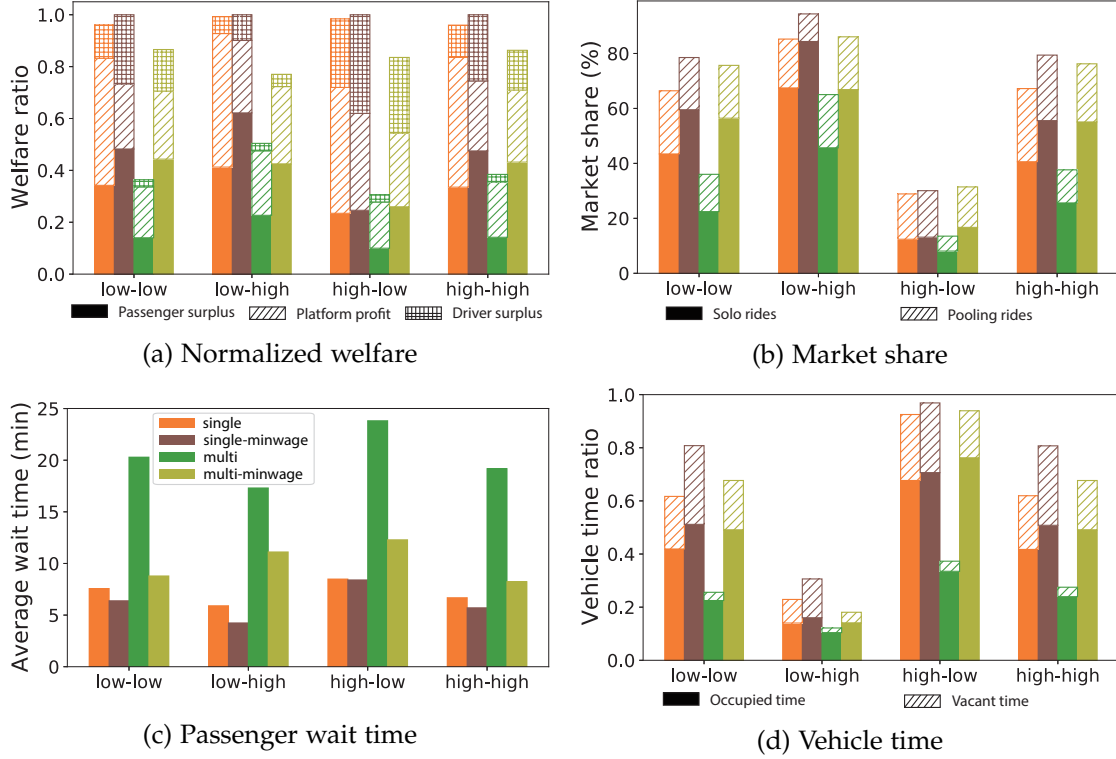 Welfare ratio
1.0
0.8
0.6
0.4
0.2
0.0
low-low low-high high-low high-high
Passenger surplus Platform profit Driver surplus
(a) Normalized welfare
Market share (%)
80
60
40
20
0
low-low low-high high-low high-high
Solo rides Pooling rides
(b) Market share
Average wait time (min)
25
20
15
10
5
0
single
single-minwage
multi
multi-minwage
low-low low-high high-low high-high
(c) Passenger wait time
Vehicle time ratio
1.0
0.8
0.6
0.4
0.2
0.0
low-low low-high high-low high-high
Occupied time Vacant time
(d) Vehicle time